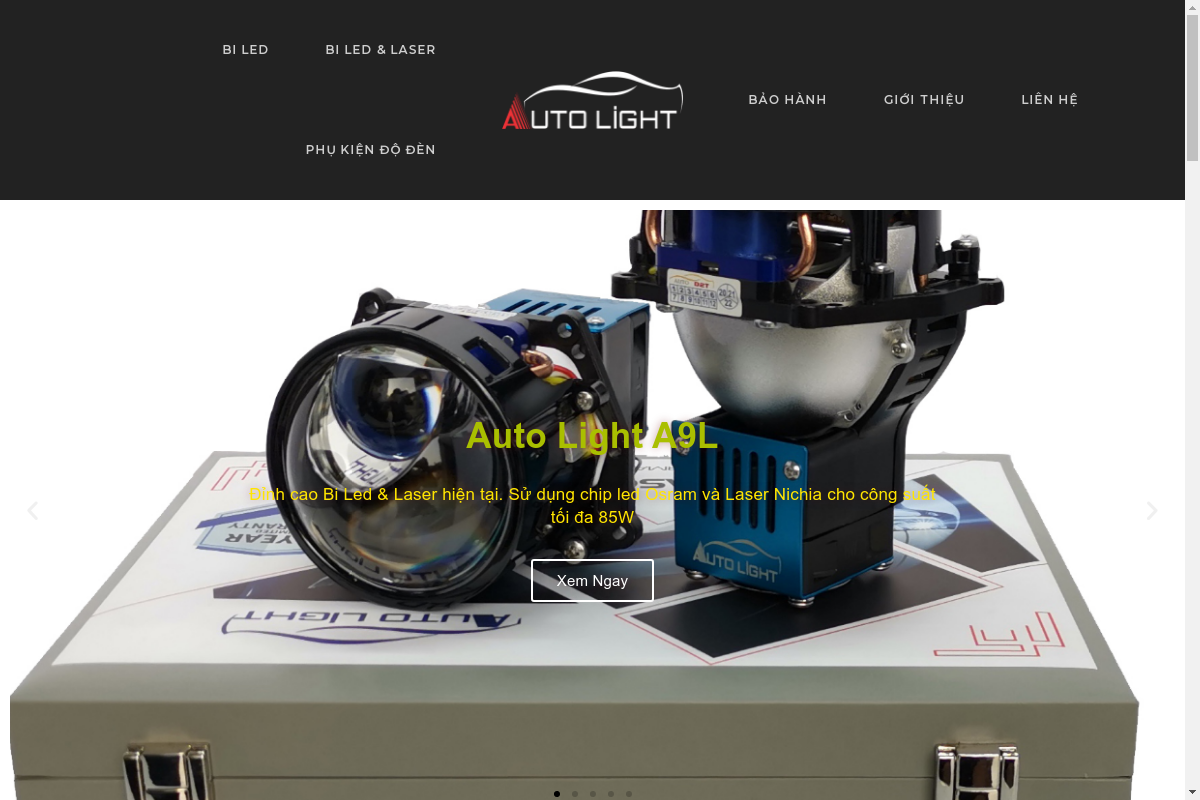 BI LED
BI LED & LASER
PHỤ KIỆN ĐỘ ĐÈN
AUTO LIGHT
BẢO HÀNH
GIỚI THIỆU
LIÊN HỆ
Auto Light A9L
Đỉnh cao Bi Led & Laser hiện tại. Sử dụng chip led Osram và Laser Nichia cho công suất
tối đa 85W
Xem Ngay
AUTO LIGHT
AUTO LIGHT
YEAR